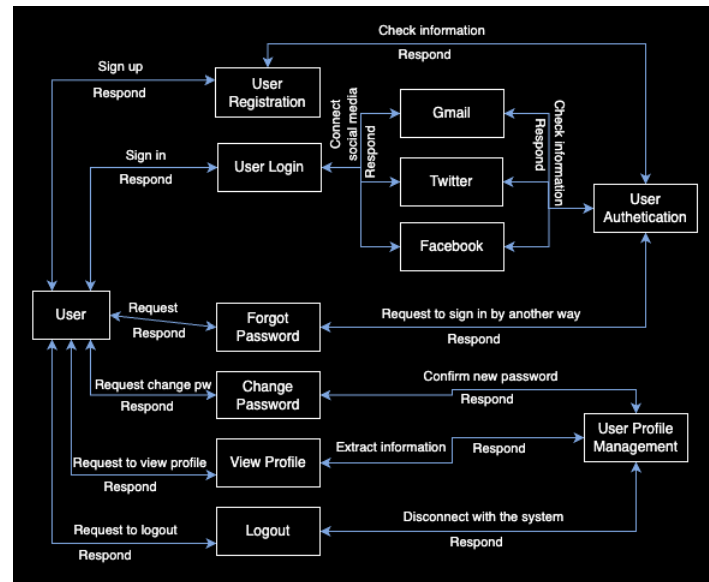 Check information
Respond
Sign up
Respond
User
Registration
Connect
social media
Respond
Gmail
Check information
Respond
Sign in
Respond
User Login
Twitter
User
Authetication
Facebook
User
Request
Respond
Forgot
Password
Request to sign in by another way
Respond
Request change pw
Respond
Change
Password
Confirm new password
Respond
User Profile
Management
Request to view profile
Respond
View Profile
Extract information
Respond
Request to logout
Respond
Logout
Disconnect with the system
Respond